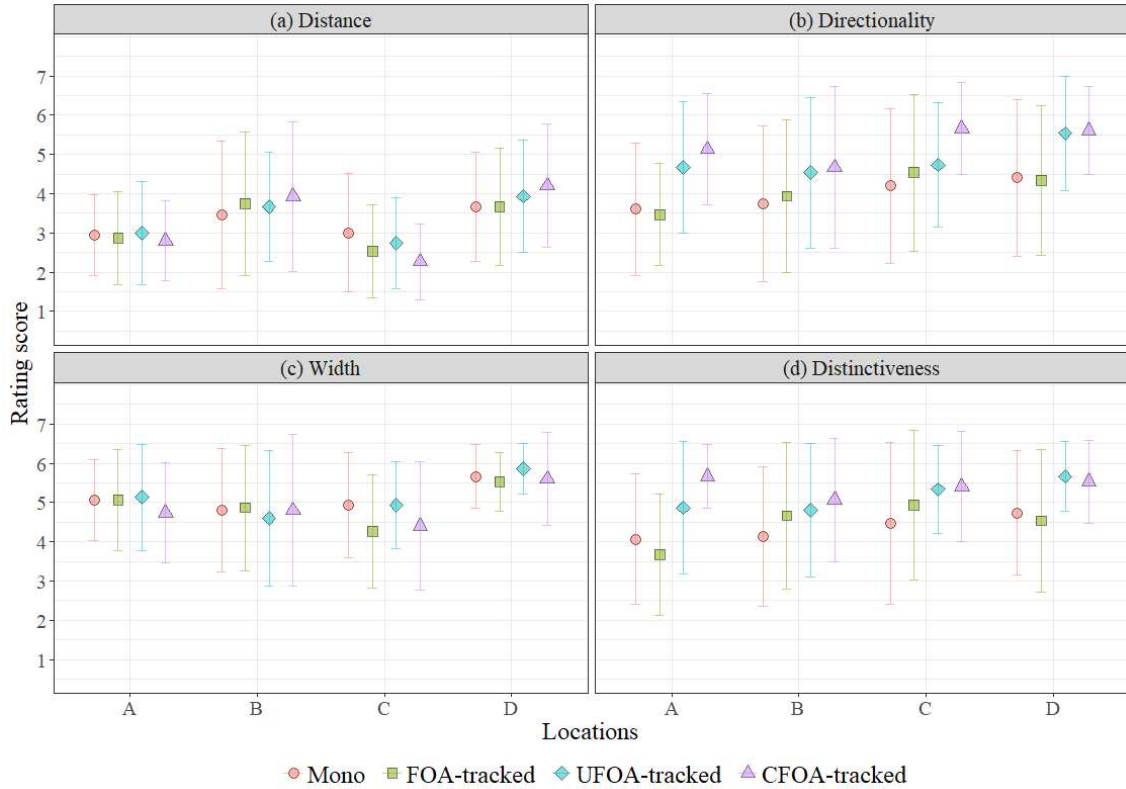 (a) Distance
(b) Directionality
7
6
5
4
3
2
1
(c) Width
(d) Distinctiveness
7
6
5
4
3
2
1
Rating score
A B C D A B C D
Locations
Mono FOA-tracked UFOA-tracked CFOA-tracked